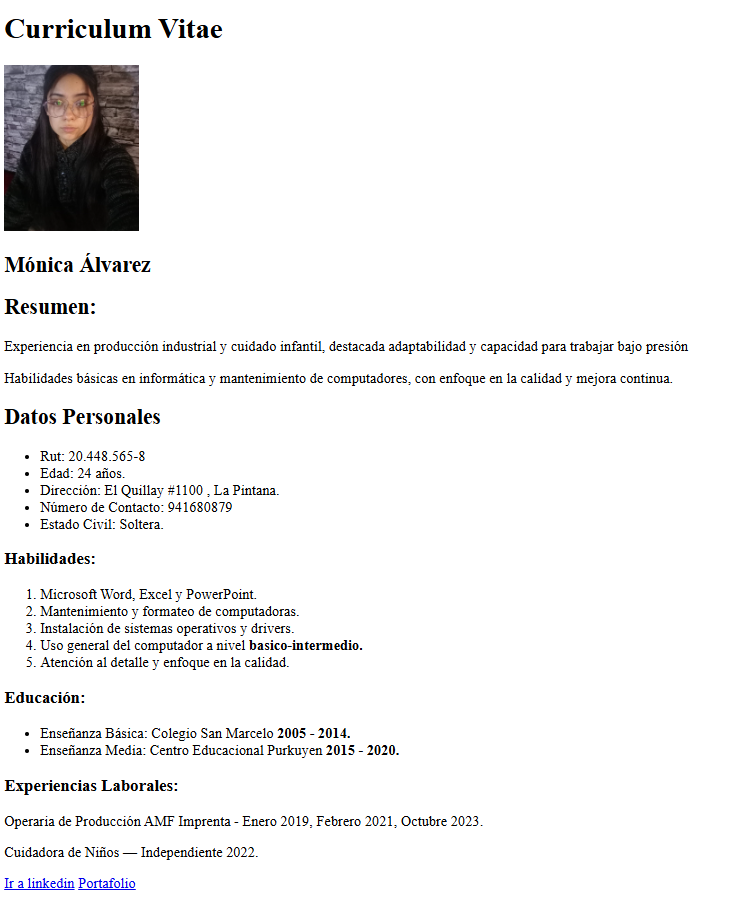 Curriculum Vitae
Mónica Álvarez
Resumen:
Experiencia en producción industrial y cuidado infantil, destacada adaptabilidad y capacidad para trabajar bajo presión
Habilidades básicas en informática y mantenimiento de computadores, con enfoque en la calidad y mejora continua.
Datos Personales
• Rut: 20.448.565-8
• Edad: 24 años.
• Dirección: El Quillay #1100 , La Pintana.
• Número de Contacto: 941680879
• Estado Civil: Soltera.
Habilidades:
1. Microsoft Word, Excel y PowerPoint.
2. Mantenimiento y formateo de computadoras.
3. Instalación de sistemas operativos y drivers.
4. Uso general del computador a nivel basico-intermedio.
5. Atención al detalle y enfoque en la calidad.
Educación:
• Enseñanza Básica: Colegio San Marcelo 2005 - 2014.
• Enseñanza Media: Centro Educacional Purkuyen 2015 - 2020.
Experiencias Laborales:
Operaria de Producción AMF Imprenta - Enero 2019, Febrero 2021, Octubre 2023.
Cuidadora de Niños — Independiente 2022.
Ir a linkedin Portafolio